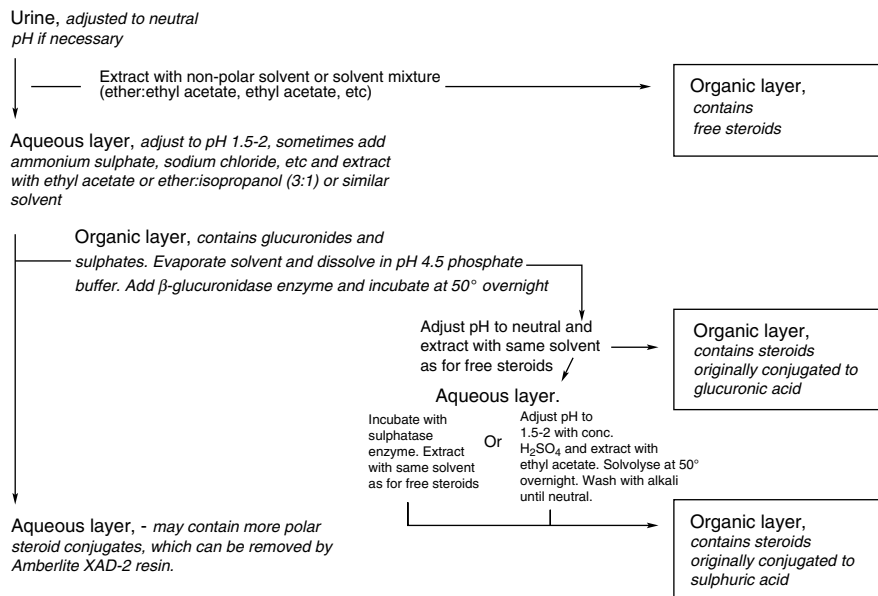 Urine, adjusted to neutral
pH if necessary
Extract with non-polar solvent or solvent mixture
(ether:ethyl acetate, ethyl acetate, etc)
Organic layer,
contains
free steroids
Aqueous layer, adjust to pH 1.5-2, sometimes add
ammonium sulphate, sodium chloride, etc and extract
with ethyl acetate or ether:isopropanol (3:1) or similar
solvent
Organic layer, contains glucuronides and
sulphates. Evaporate solvent and dissolve in pH 4.5 phosphate
buffer. Add β-glucuronidase enzyme and incubate at 50° overnight
Adjust pH to neutral and
extract with same solvent
as for free steroids
Organic layer,
contains steroids
originally conjugated to
glucuronic acid
Aqueous layer.
Incubate with
sulphatase
enzyme. Extract
with same solvent
as for free steroids
Or
Adjust pH to
1.5-2 with conc.
H₂SO₄ and extract with
ethyl acetate. Solvolyse at 50°
overnight. Wash with alkali
until neutral.
Aqueous layer, - may contain more polar
steroid conjugates, which can be removed by
Amberlite XAD-2 resin.
Organic layer,
contains steroids
originally conjugated to
sulphuric acid